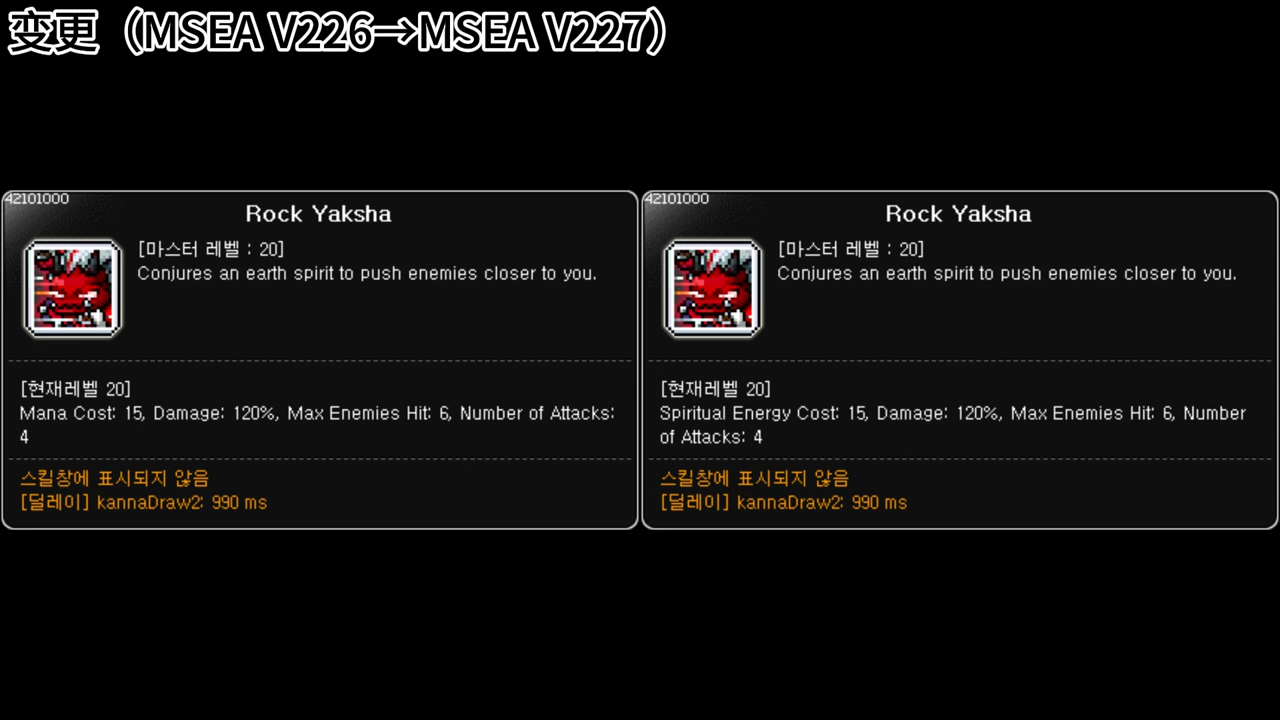 变更（MSEA V226→MSEA V227）
42101000
Rock Yaksha
[마스터 레벨 : 20]
Conjures an earth spirit to push enemies closer to you.
[현재레벨 20]
Mana Cost: 15, Damage: 120%, Max Enemies Hit: 6, Number of Attacks:
4
스킬창에 표시되지 않음
[딜레이] kannaDraw2: 990 ms
42101000
Rock Yaksha
[마스터 레벨 : 20]
Conjures an earth spirit to push enemies closer to you.
[현재레벨 20]
Spiritual Energy Cost: 15, Damage: 120%, Max Enemies Hit: 6, Number
of Attacks: 4
스킬창에 표시되지 않음
[딜레이] kannaDraw2: 990 ms